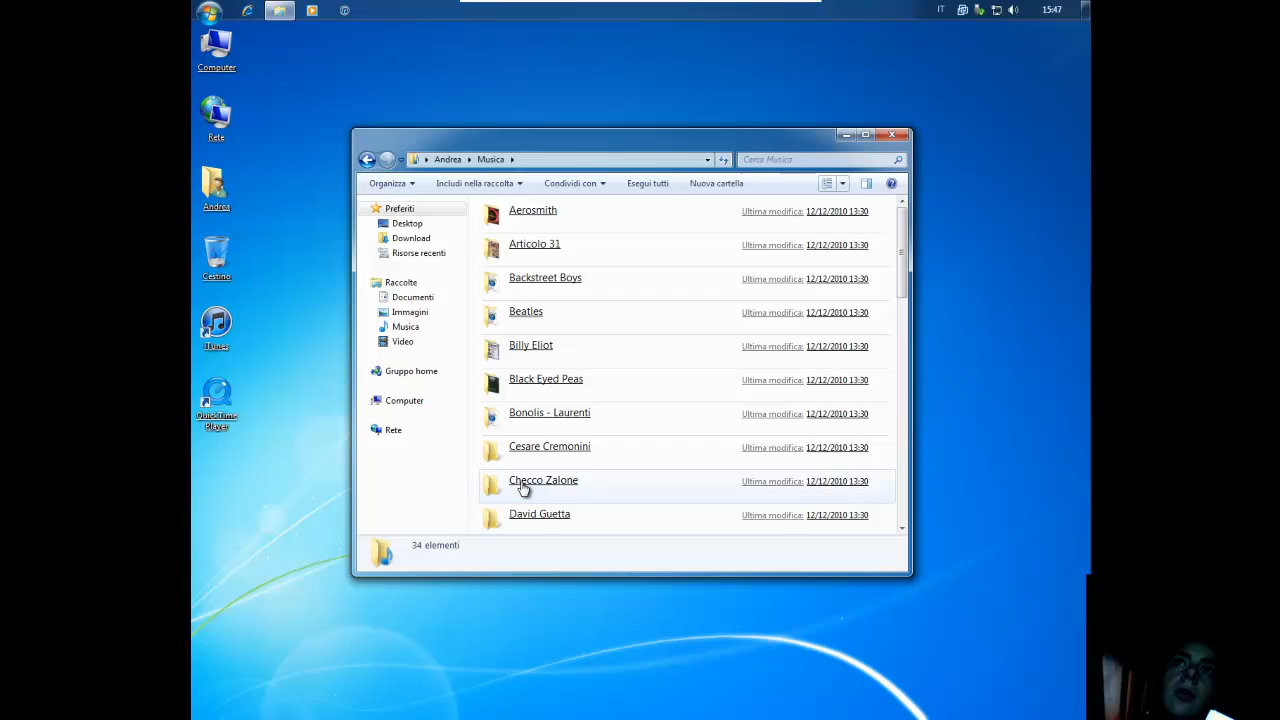 IT 15:47
Computer
Rete
Andrea
Cestino
iTunes
QuickTime
Player
Andrea Musica
Cerca Musica
Organizza Includi nella raccolta Condividi con Esegui tutti Nuova cartella
Preferiti
Desktop
Download
Risorse recenti
Raccolte
Documenti
Immagini
Musica
Video
Gruppo home
Computer
Rete
Aerosmith Ultima modifica: 12/12/2010 13:30
Articolo 31 Ultima modifica: 12/12/2010 13:30
Backstreet Boys Ultima modifica: 12/12/2010 13:30
Beatles Ultima modifica: 12/12/2010 13:30
Billy Eliot Ultima modifica: 12/12/2010 13:30
Black Eyed Peas Ultima modifica: 12/12/2010 13:30
Bonolis - Laurenti Ultima modifica: 12/12/2010 13:30
Cesare Cremonini Ultima modifica: 12/12/2010 13:30
Checco Zalone Ultima modifica: 12/12/2010 13:30
David Guetta Ultima modifica: 12/12/2010 13:30
34 elementi